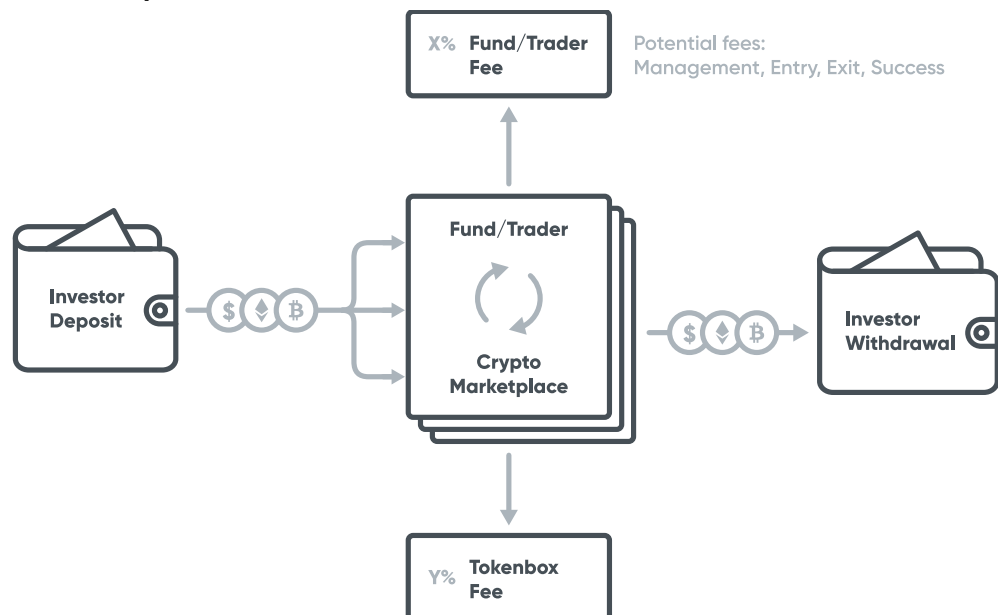 X% Fund/Trader
Fee
Potential fees:
Management, Entry, Exit, Success
Fund/Trader
Investor
Deposit
$
Investor
Withdrawal
$
Crypto
Marketplace
Y% Tokenbox
Fee